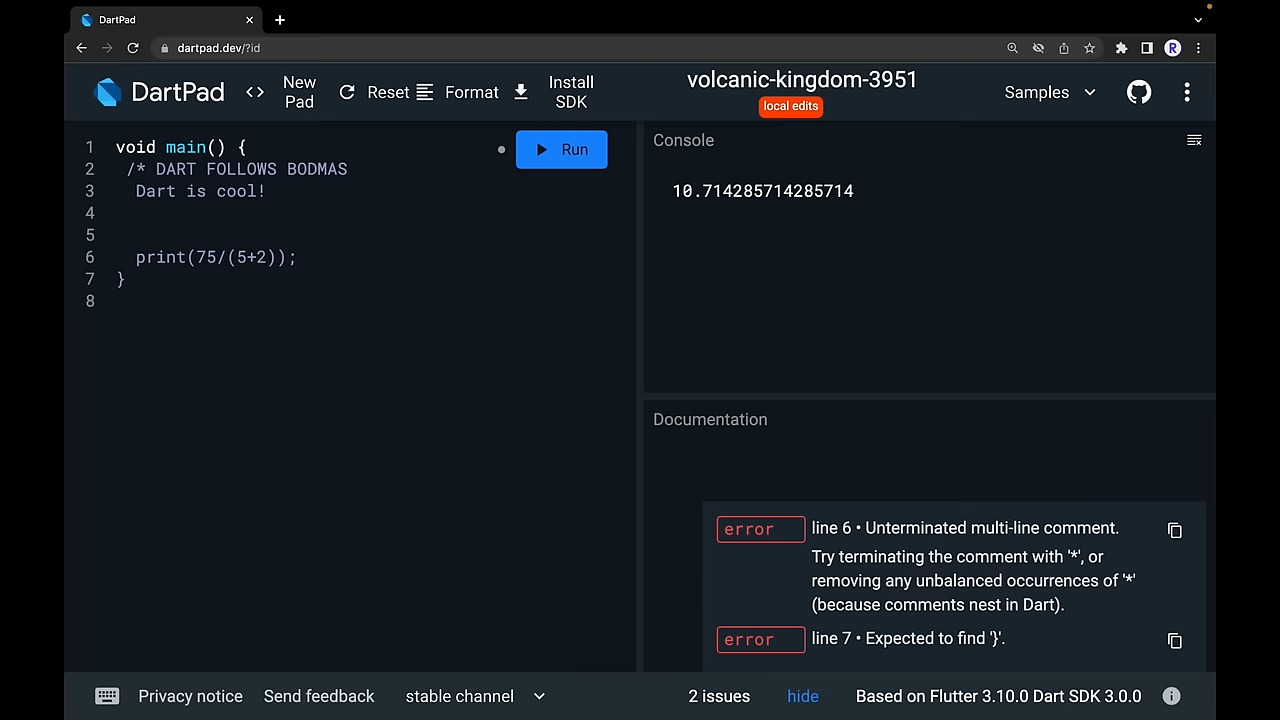 DartPad
dartpad.dev/?id
R
DartPad
<> New Pad
Reset
Format
Install SDK
volcanic-kingdom-3951
local edits
Samples
1 void main() {
2 /* DART FOLLOWS BODMAS
3 Dart is cool!
4
5
6 print(75/(5+2));
7 }
8
Run
Console
10.714285714285714
Documentation
error line 6 • Unterminated multi-line comment.
Try terminating the comment with '*', or
removing any unbalanced occurrences of '*'
(because comments nest in Dart).
error line 7 • Expected to find '}'.
Privacy notice Send feedback stable channel 2 issues hide Based on Flutter 3.10.0 Dart SDK 3.0.0